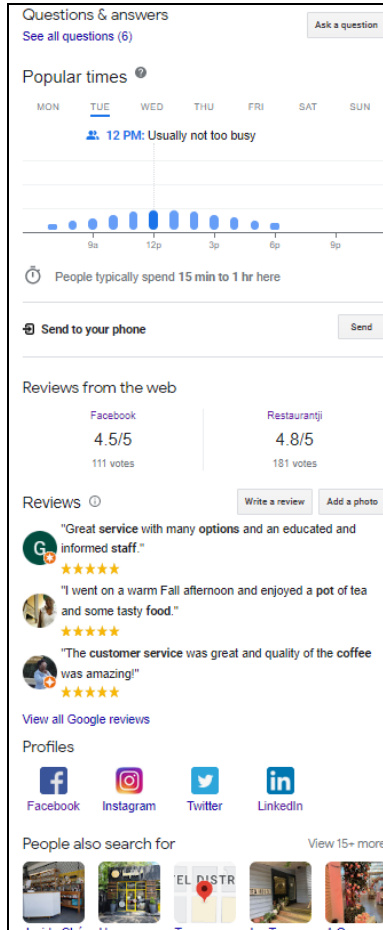 Questions & answers
Ask a question
See all questions (6)
Popular times
MON TUE WED THU FRI SAT SUN
12 PM: Usually not too busy
9a 12p 3p 6p 9p
People typically spend 15 min to 1 hr here
Send to your phone
Send
Reviews from the web
Facebook Restaurantji
4.5/5 4.8/5
111 votes 181 votes
Reviews
Write a review Add a photo
"Great service with many options and an educated and
G
informed staff."
"I went on a warm Fall afternoon and enjoyed a pot of tea
and some tasty food."
"The customer service was great and quality of the coffee
was amazing!"
View all Google reviews
Profiles
Facebook Instagram Twitter LinkedIn
People also search for
View 15+ more
EL DISTR